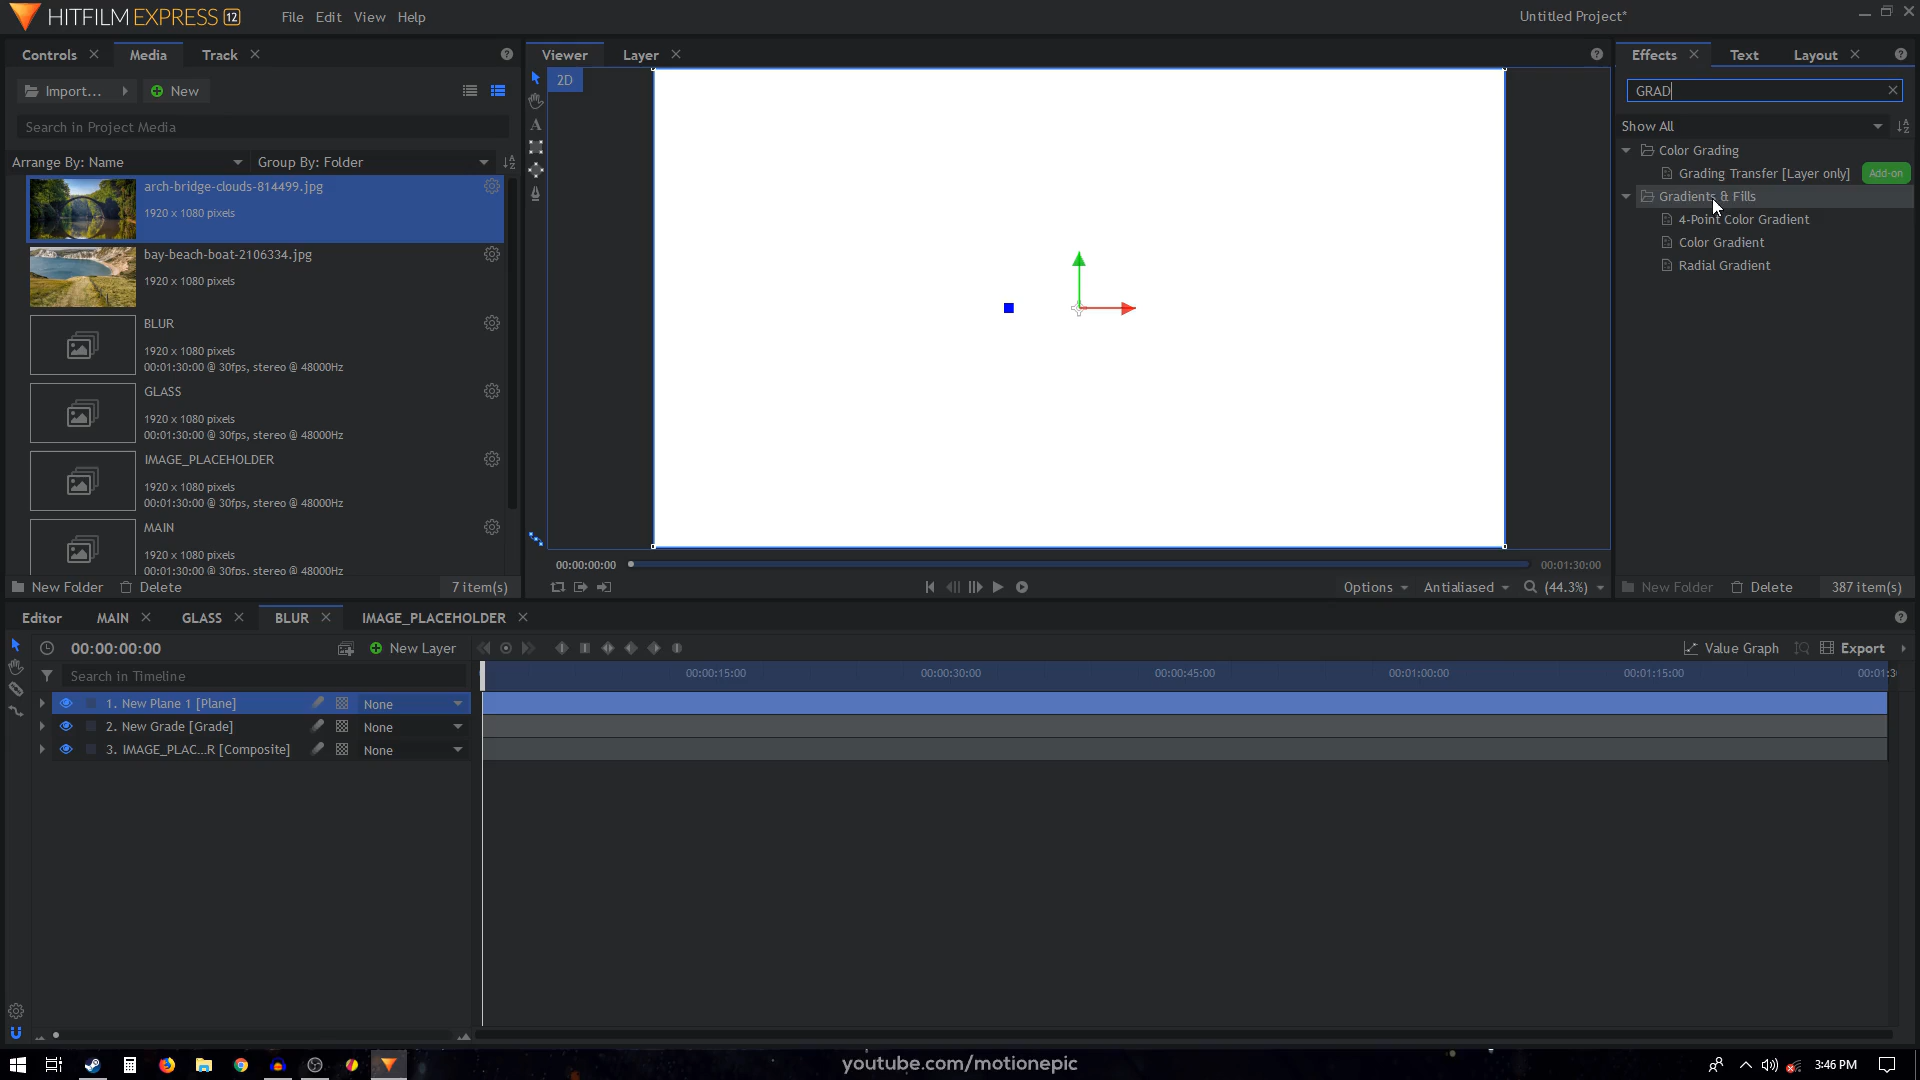 HITFILM EXPRESS 12
File Edit View Help
Untitled Project*
Controls
Media
Track
Import...
New
Search in Project Media
Arrange By: Name
Group By: Folder
arch-bridge-clouds-814499.jpg
1920 x 1080 pixels
bay-beach-boat-2106334.jpg
1920 x 1080 pixels
BLUR
1920 x 1080 pixels
00:01:30:00 @ 30fps, stereo @ 48000Hz
GLASS
1920 x 1080 pixels
00:01:30:00 @ 30fps, stereo @ 48000Hz
IMAGE_PLACEHOLDER
1920 x 1080 pixels
00:01:30:00 @ 30fps, stereo @ 48000Hz
MAIN
1920 x 1080 pixels
00:01:30:00 @ 30fps, stereo @ 48000Hz
New Folder
Delete
7 item(s)
Viewer
Layer
2D
00:00:00:00
00:01:30:00
Options
Antialiased
(44.3%)
Effects
Text
Layout
GRAD
Show All
Color Grading
Grading Transfer [Layer only]
Add-on
Gradients & Fills
4-Point Color Gradient
Color Gradient
Radial Gradient
New Folder
Delete
387 item(s)
Editor
MAIN
GLASS
BLUR
IMAGE_PLACEHOLDER
00:00:00:00
New Layer
Value Graph
Export
Search in Timeline
00:00:15:00
00:00:30:00
00:00:45:00
00:01:00:00
00:01:15:00
00:01:3
1. New Plane 1 [Plane]
None
2. New Grade [Grade]
None
3. IMAGE_PLAC...R [Composite]
None
youtube.com/motionepic
3:46 PM